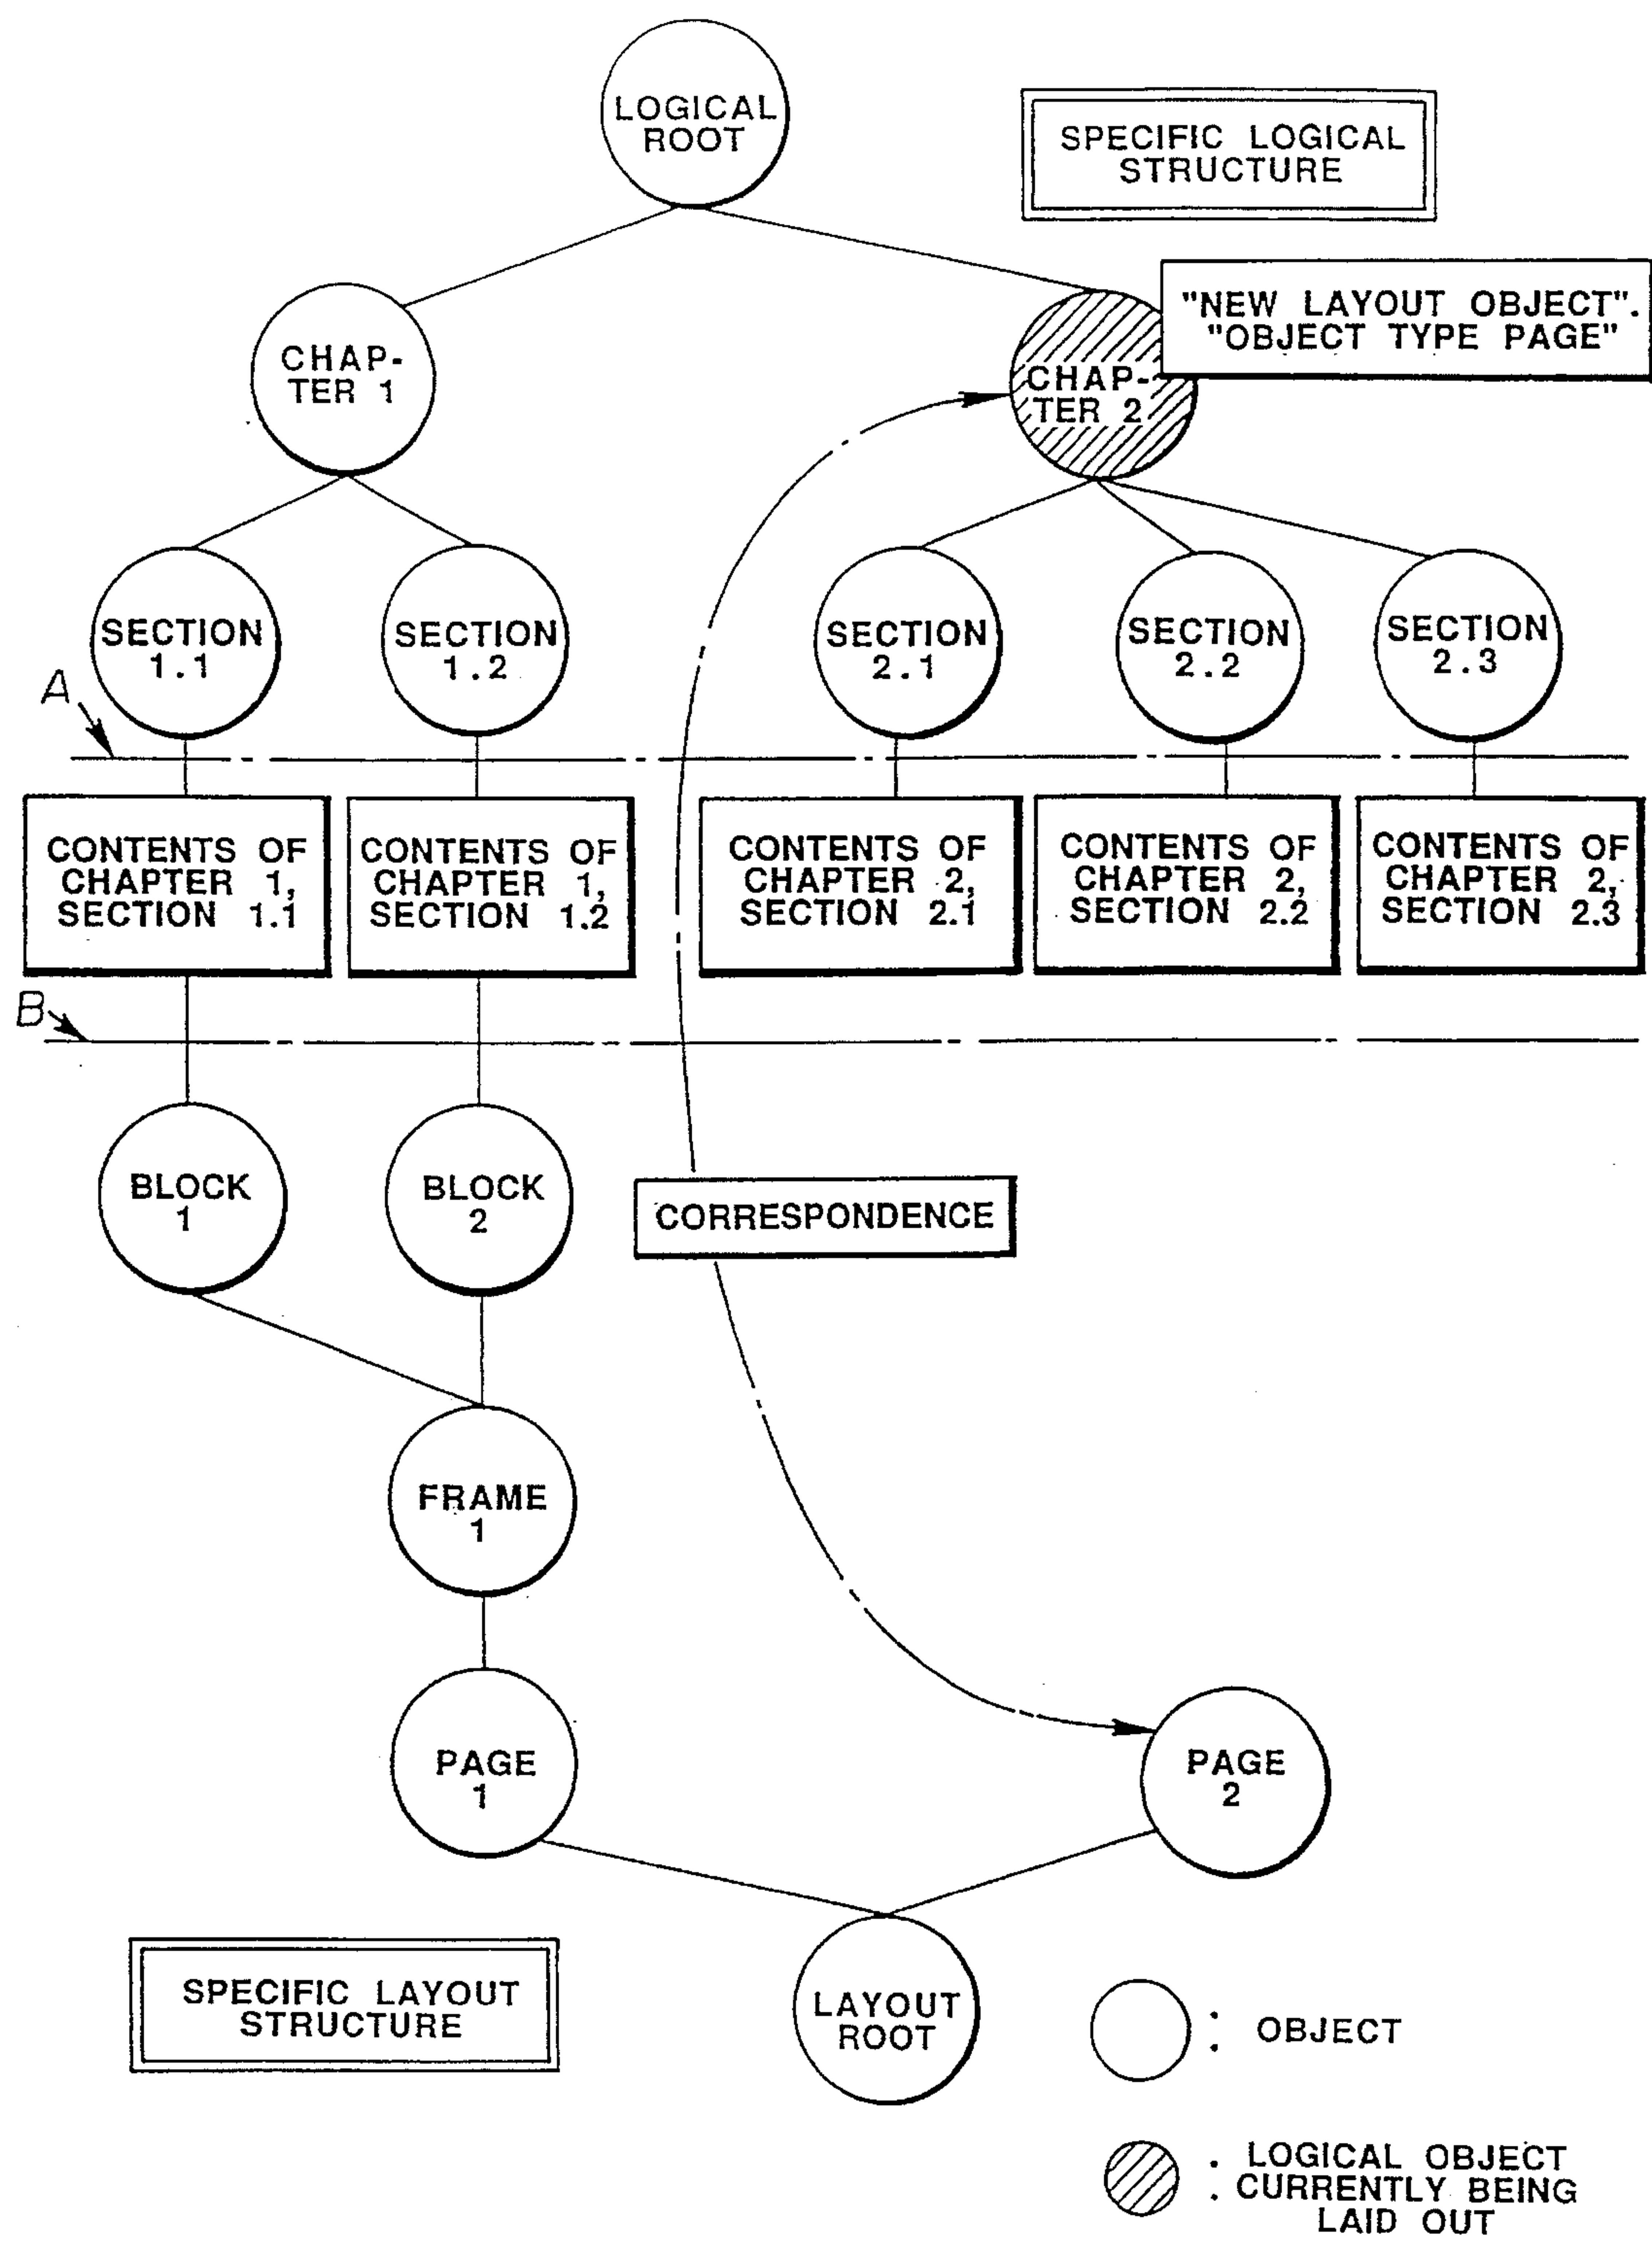 LOGICAL
ROOT
SPECIFIC LOGICAL
STRUCTURE
"NEW LAYOUT OBJECT".
"OBJECT TYPE PAGE"
CHAP-
TER 1
CHAP-
TER 2
SECTION
1.1
SECTION
1.2
SECTION
2.1
SECTION
2.2
SECTION
2.3
A
CONTENTS OF
CHAPTER 1,
SECTION 1.1
CONTENTS OF
CHAPTER 1,
SECTION 1.2
CONTENTS OF
CHAPTER 2,
SECTION 2.1
CONTENTS OF
CHAPTER 2,
SECTION 2.2
CONTENTS OF
CHAPTER 2,
SECTION 2.3
B
BLOCK
1
BLOCK
2
CORRESPONDENCE
FRAME
1
PAGE
1
PAGE
2
SPECIFIC LAYOUT
STRUCTURE
LAYOUT
ROOT
: OBJECT
: LOGICAL OBJECT
CURRENTLY BEING
LAID OUT